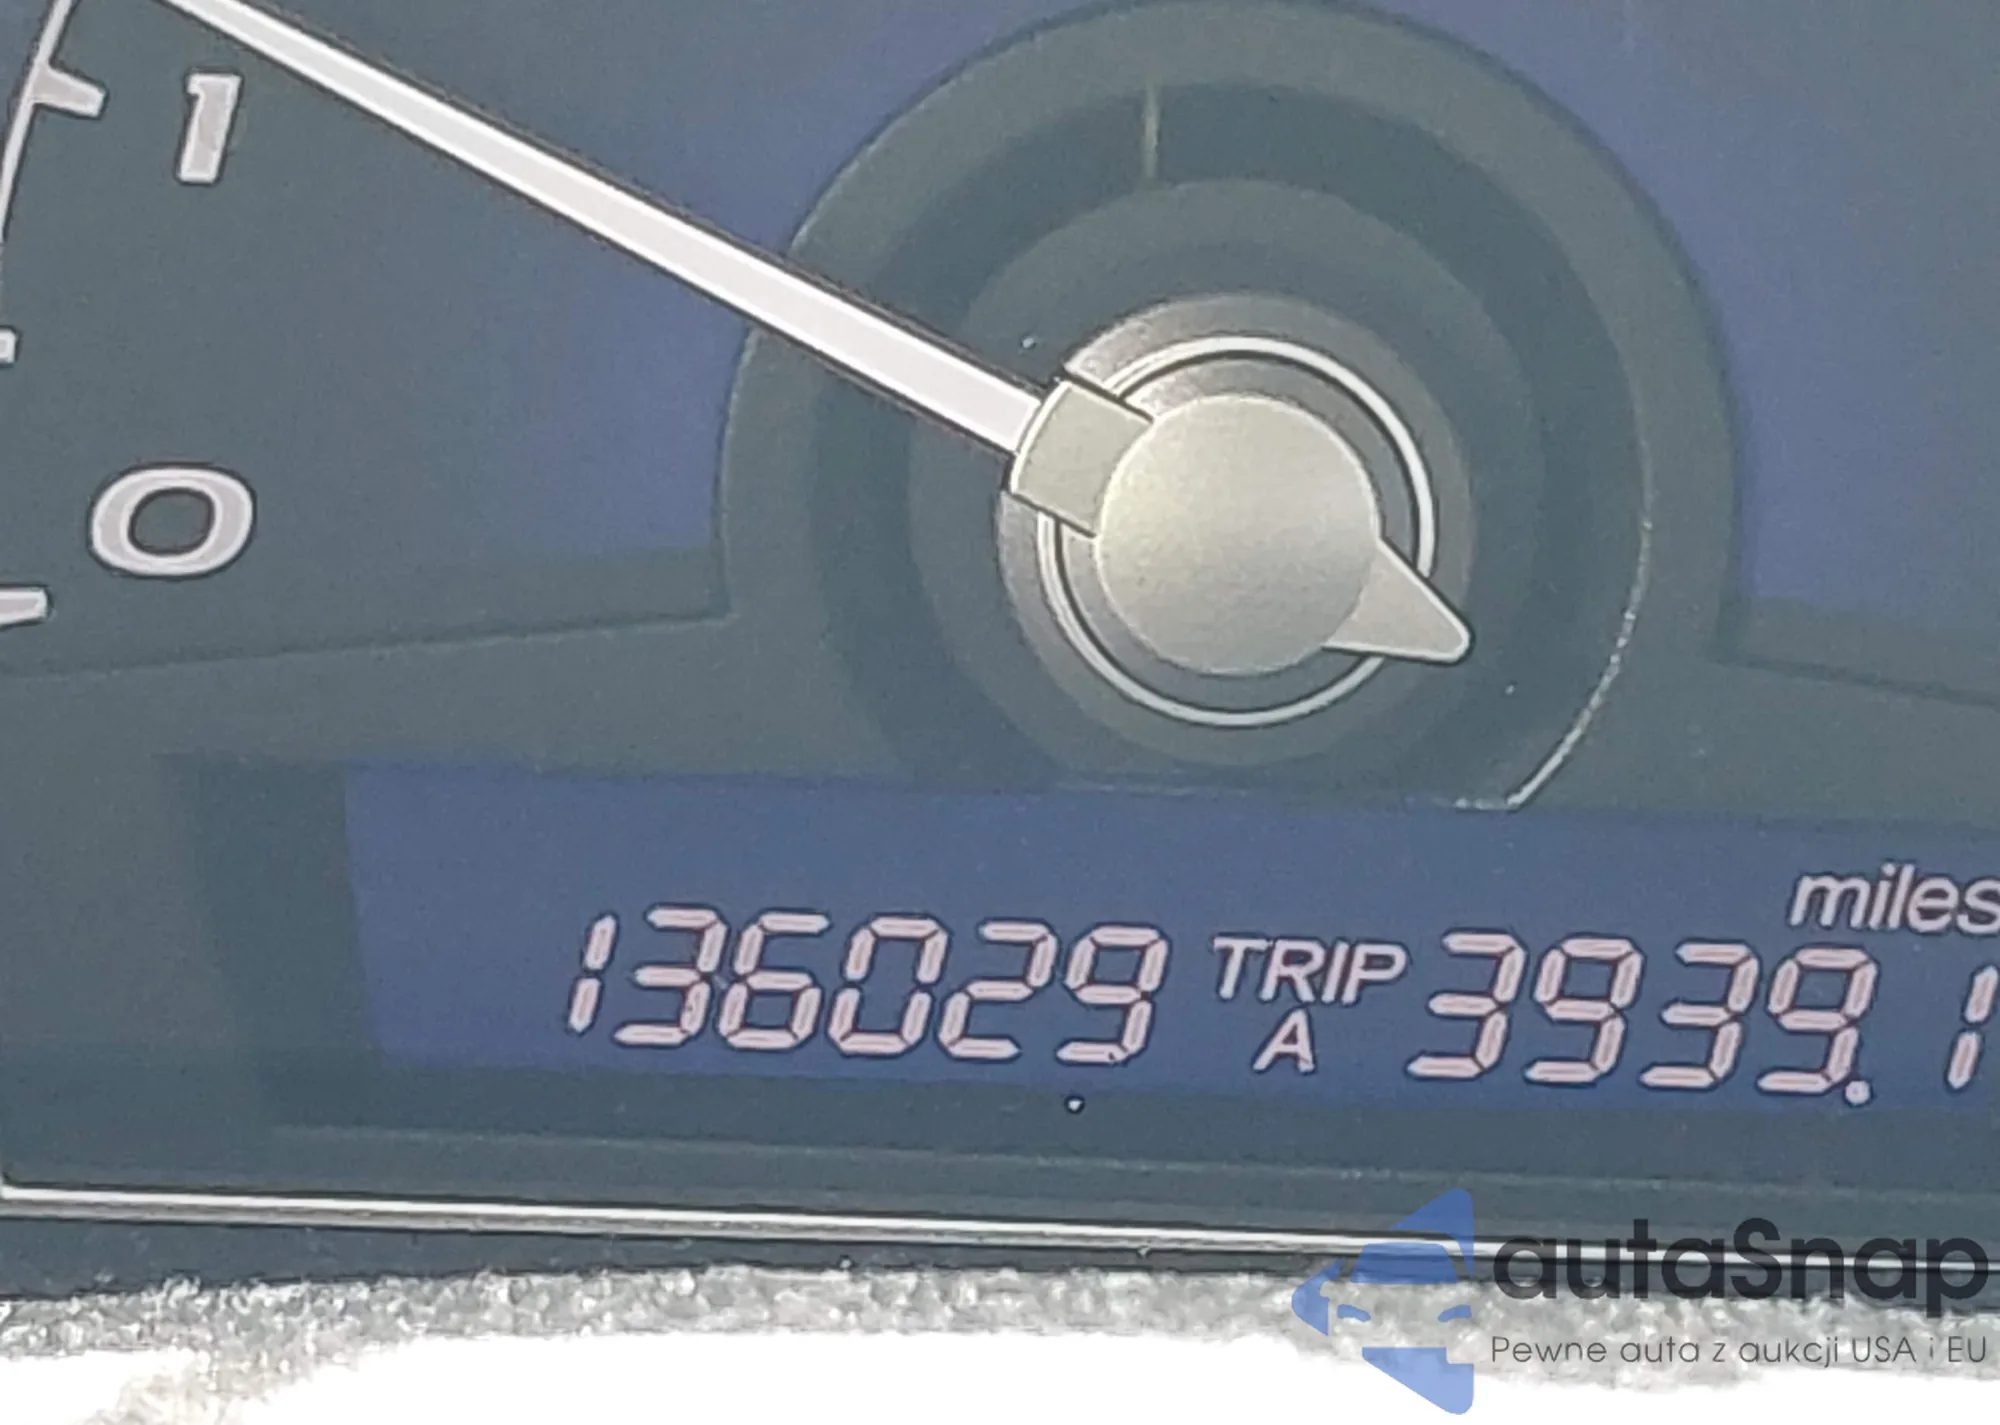 1
0
miles
136029 TRIP A 3939.1
autaSnap
Pewne auta z aukcji USA i EU